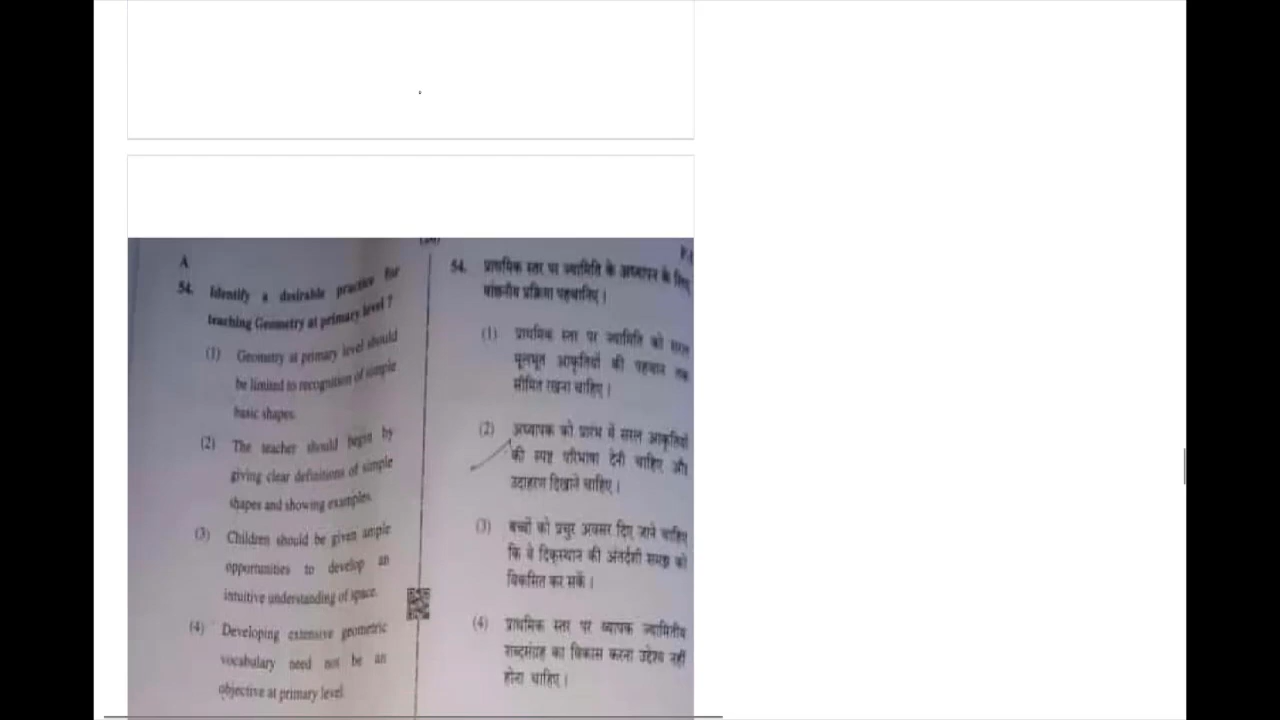 A
54. Identify a desirable practice for
teaching Geometry at primary level ?
(1) Geometry at primary level should
be limited to recognition of simple
basic shapes.
(2) The teacher should begin by
giving clear definitions of simple
shapes and showing examples.
(3) Children should be given ample
opportunities to develop an
intuitive understanding of space.
(4) Developing extensive geometric
vocabulary need not be an
objective at primary level.
54. प्राथमिक स्तर पर ज्यामिति के अध्यापन के लिए
वांछनीय प्रक्रिया पहचानिए ।
(1) प्राथमिक स्तर पर ज्यामिति को सरल
मूलभूत आकृतियों की पहचान तक
सीमित रखना चाहिए ।
(2) अध्यापक को प्रारंभ में सरल आकृतियों
की स्पष्ट परिभाषा देनी चाहिए और
उदाहरण दिखाने चाहिए ।
(3) बच्चों को प्रचुर अवसर दिए जाने चाहिए
कि वे दिक्स्थान की अंतर्दर्शी समझ को
विकसित कर सकें ।
(4) प्राथमिक स्तर पर व्यापक ज्यामितीय
शब्दसंग्रह का विकास करना उद्देश्य नहीं
होना चाहिए ।